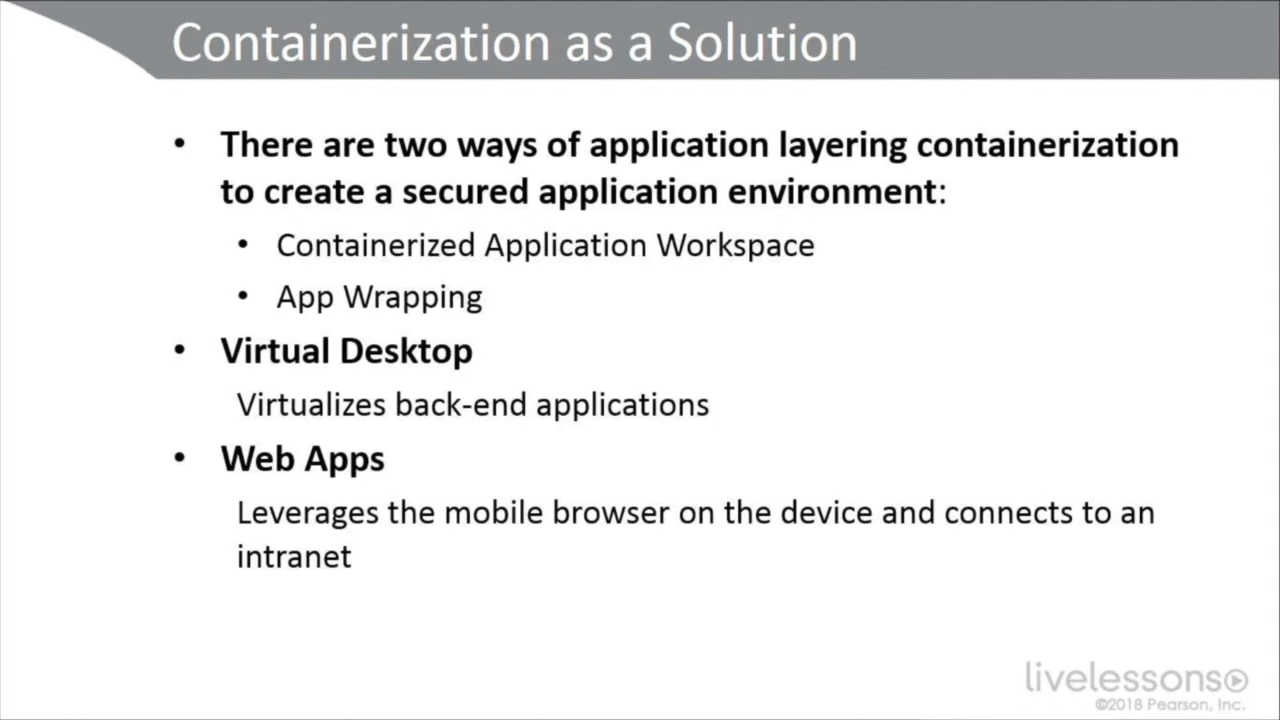 Containerization as a Solution
• There are two ways of application layering containerization
to create a secured application environment:
• Containerized Application Workspace
• App Wrapping
• Virtual Desktop
Virtualizes back-end applications
• Web Apps
Leverages the mobile browser on the device and connects to an
intranet
livelessons
©2018 Pearson, Inc.